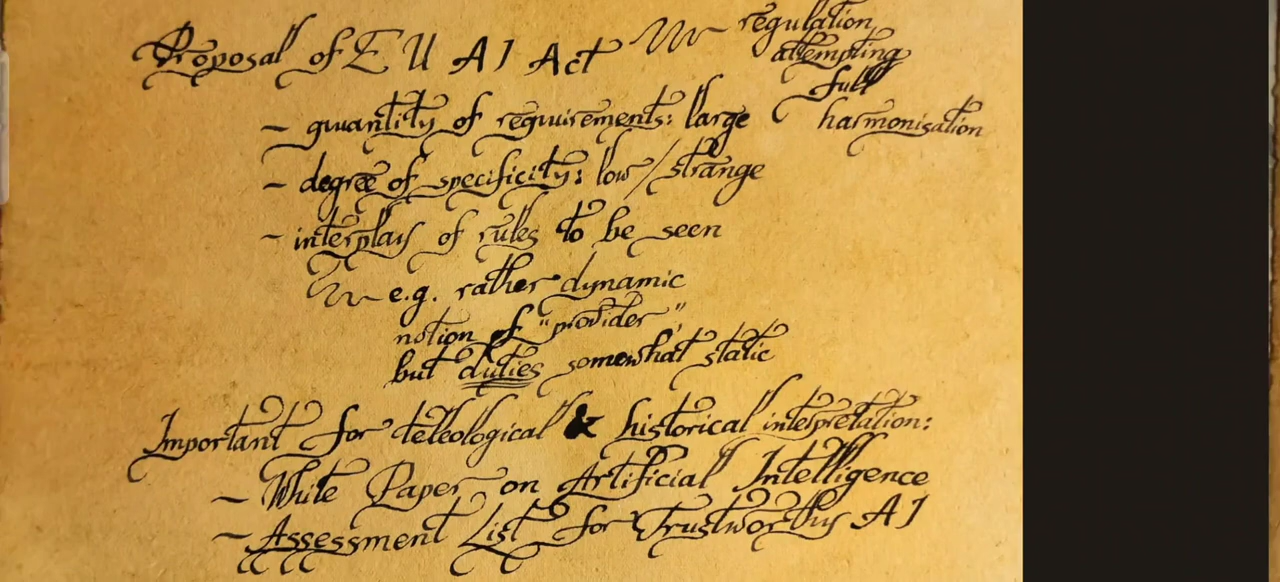 Proposal of EU AI Act
regulation
attempting
full
harmonisation
- quantity of requirements: large
- degree of specificity: low/strange
- interplay of rules to be seen
e.g. rather dynamic
notion of "provider",
but duties somewhat static
Important for teleological & historical interpretation:
- White Paper on Artificial Intelligence
- Assessment List for Trustworthy AI